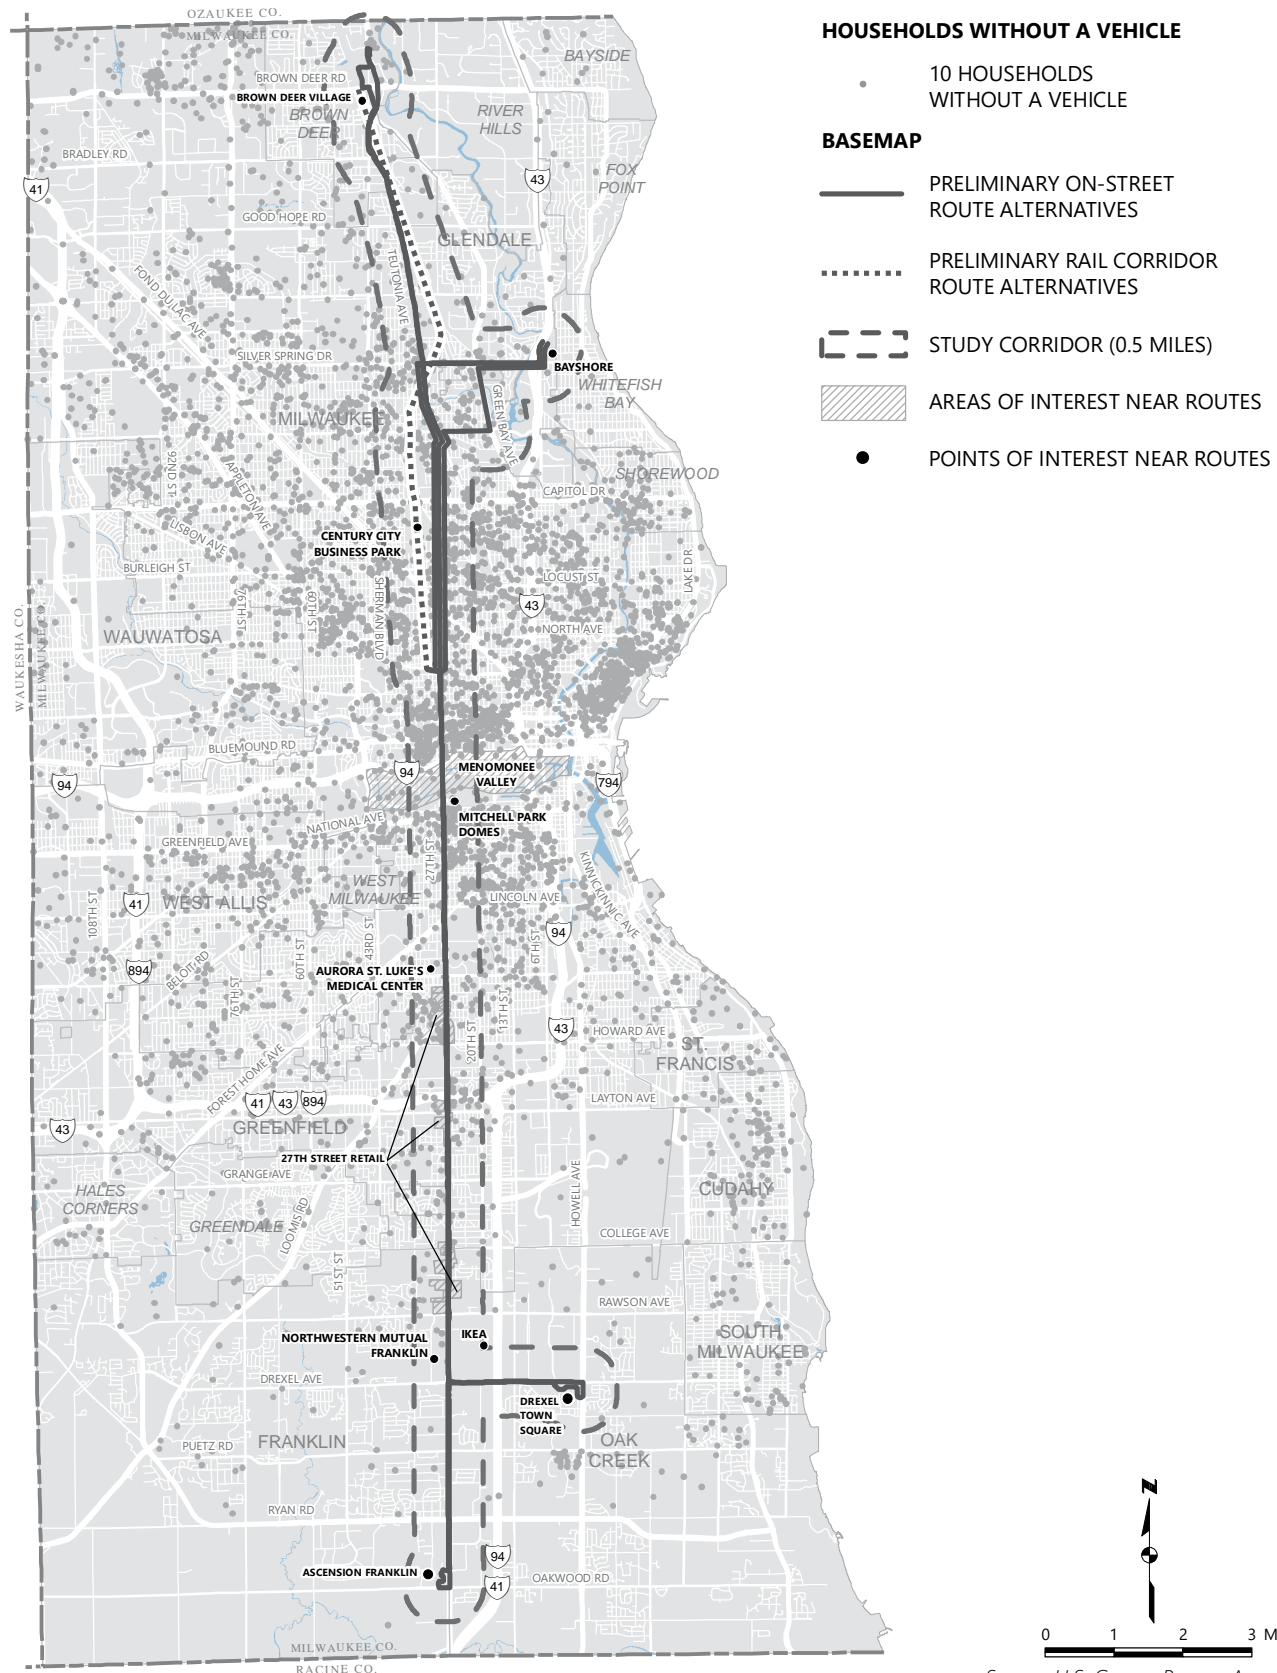 OZAUKEE CO.
MILWAUKEE CO.
BAYSIDE
BROWN DEER RD
BROWN DEER VILLAGE
BROWN
DEER
RIVER
HILLS
BRADLEY RD
FOX
POINT
41
43
GOOD HOPE RD
GLENDALE
TEUTONIA AVE
FOND DU LAC AVE
SILVER SPRING DR
BAYSHORE
WHITEFISH
BAY
GREEN BAY AVE
MILWAUKEE
92ND ST
APPLETON AVE
SHOREWOOD
CAPITOL DR
LISBON AVE
CENTURY CITY
BUSINESS PARK
BURLEIGH ST
LOCUST ST
LAKE DR
76TH ST
60TH ST
SHERMAN BLVD
43
NORTH AVE
WAUWATOSA
WAUKESHA CO.
MILWAUKEE CO.
BLUEMOUND RD
94
94
MENOMONEE
VALLEY
794
MITCHELL PARK
DOMES
NATIONAL AVE
GREENFIELD AVE
27TH ST
KINNICKINNIC AVE
WEST
MILWAUKEE
WEST ALLIS
LINCOLN AVE
108TH ST
41
43RD ST
94
6TH ST
60TH ST
894
BELOIT RD
AURORA ST. LUKE'S
MEDICAL CENTER
76TH ST
13TH ST
20TH ST
43
HOWARD AVE
ST.
FRANCIS
FOREST HOME AVE
LAYTON AVE
41
43
894
43
GREENFIELD
27TH STREET RETAIL
GRANGE AVE
HALES
CORNERS
GREENDALE
LOOMIS RD
HOWELL AVE
CUDAHY
COLLEGE AVE
51ST ST
RAWSON AVE
SOUTH
MILWAUKEE
NORTHWESTERN MUTUAL
FRANKLIN
IKEA
DREXEL AVE
DREXEL
TOWN
SQUARE
PUETZ RD
FRANKLIN
OAK
CREEK
RYAN RD
ASCENSION FRANKLIN
94
41
OAKWOOD RD
MILWAUKEE CO.
RACINE CO.
HOUSEHOLDS WITHOUT A VEHICLE
10 HOUSEHOLDS
WITHOUT A VEHICLE
BASEMAP
PRELIMINARY ON-STREET
ROUTE ALTERNATIVES
PRELIMINARY RAIL CORRIDOR
ROUTE ALTERNATIVES
STUDY CORRIDOR (0.5 MILES)
AREAS OF INTEREST NEAR ROUTES
POINTS OF INTEREST NEAR ROUTES
N
0 1 2 3 M